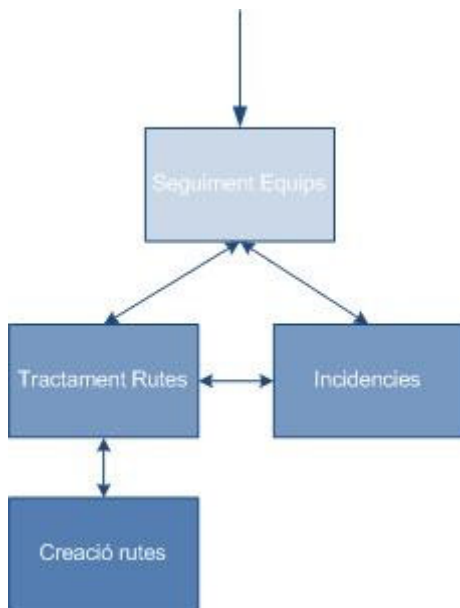 Seguiment Equips
Tractament Rutes
Incidencies
Creació rutes